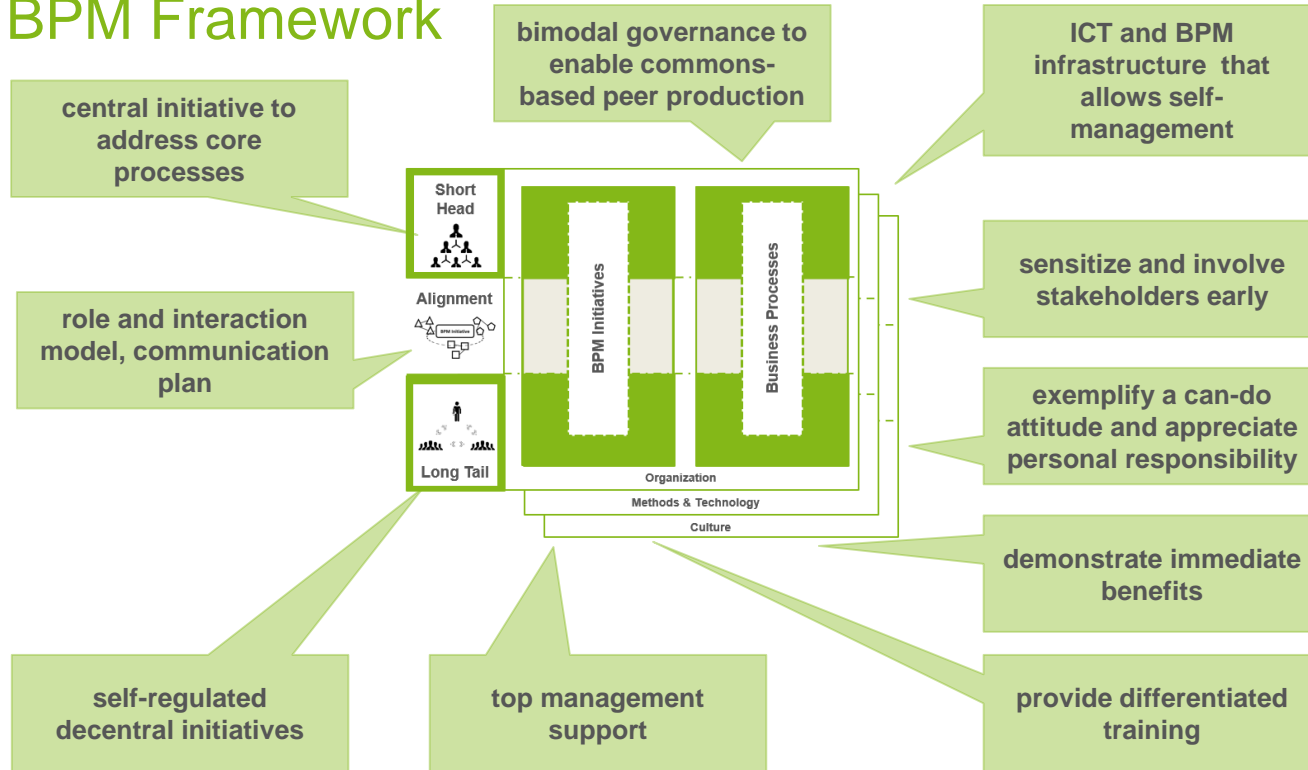 BPM Framework
bimodal governance to
enable commons-
based peer production
ICT and BPM
infrastructure that
allows self-
management
central initiative to
address core
processes
Short
Head
BPM Initiatives
Business Processes
sensitize and involve
stakeholders early
Alignment
BPM Initiative
role and interaction
model, communication
plan
exemplify a can-do
attitude and appreciate
personal responsibility
Long Tail
Organization
Methods & Technology
Culture
demonstrate immediate
benefits
self-regulated
decentral initiatives
top management
support
provide differentiated
training